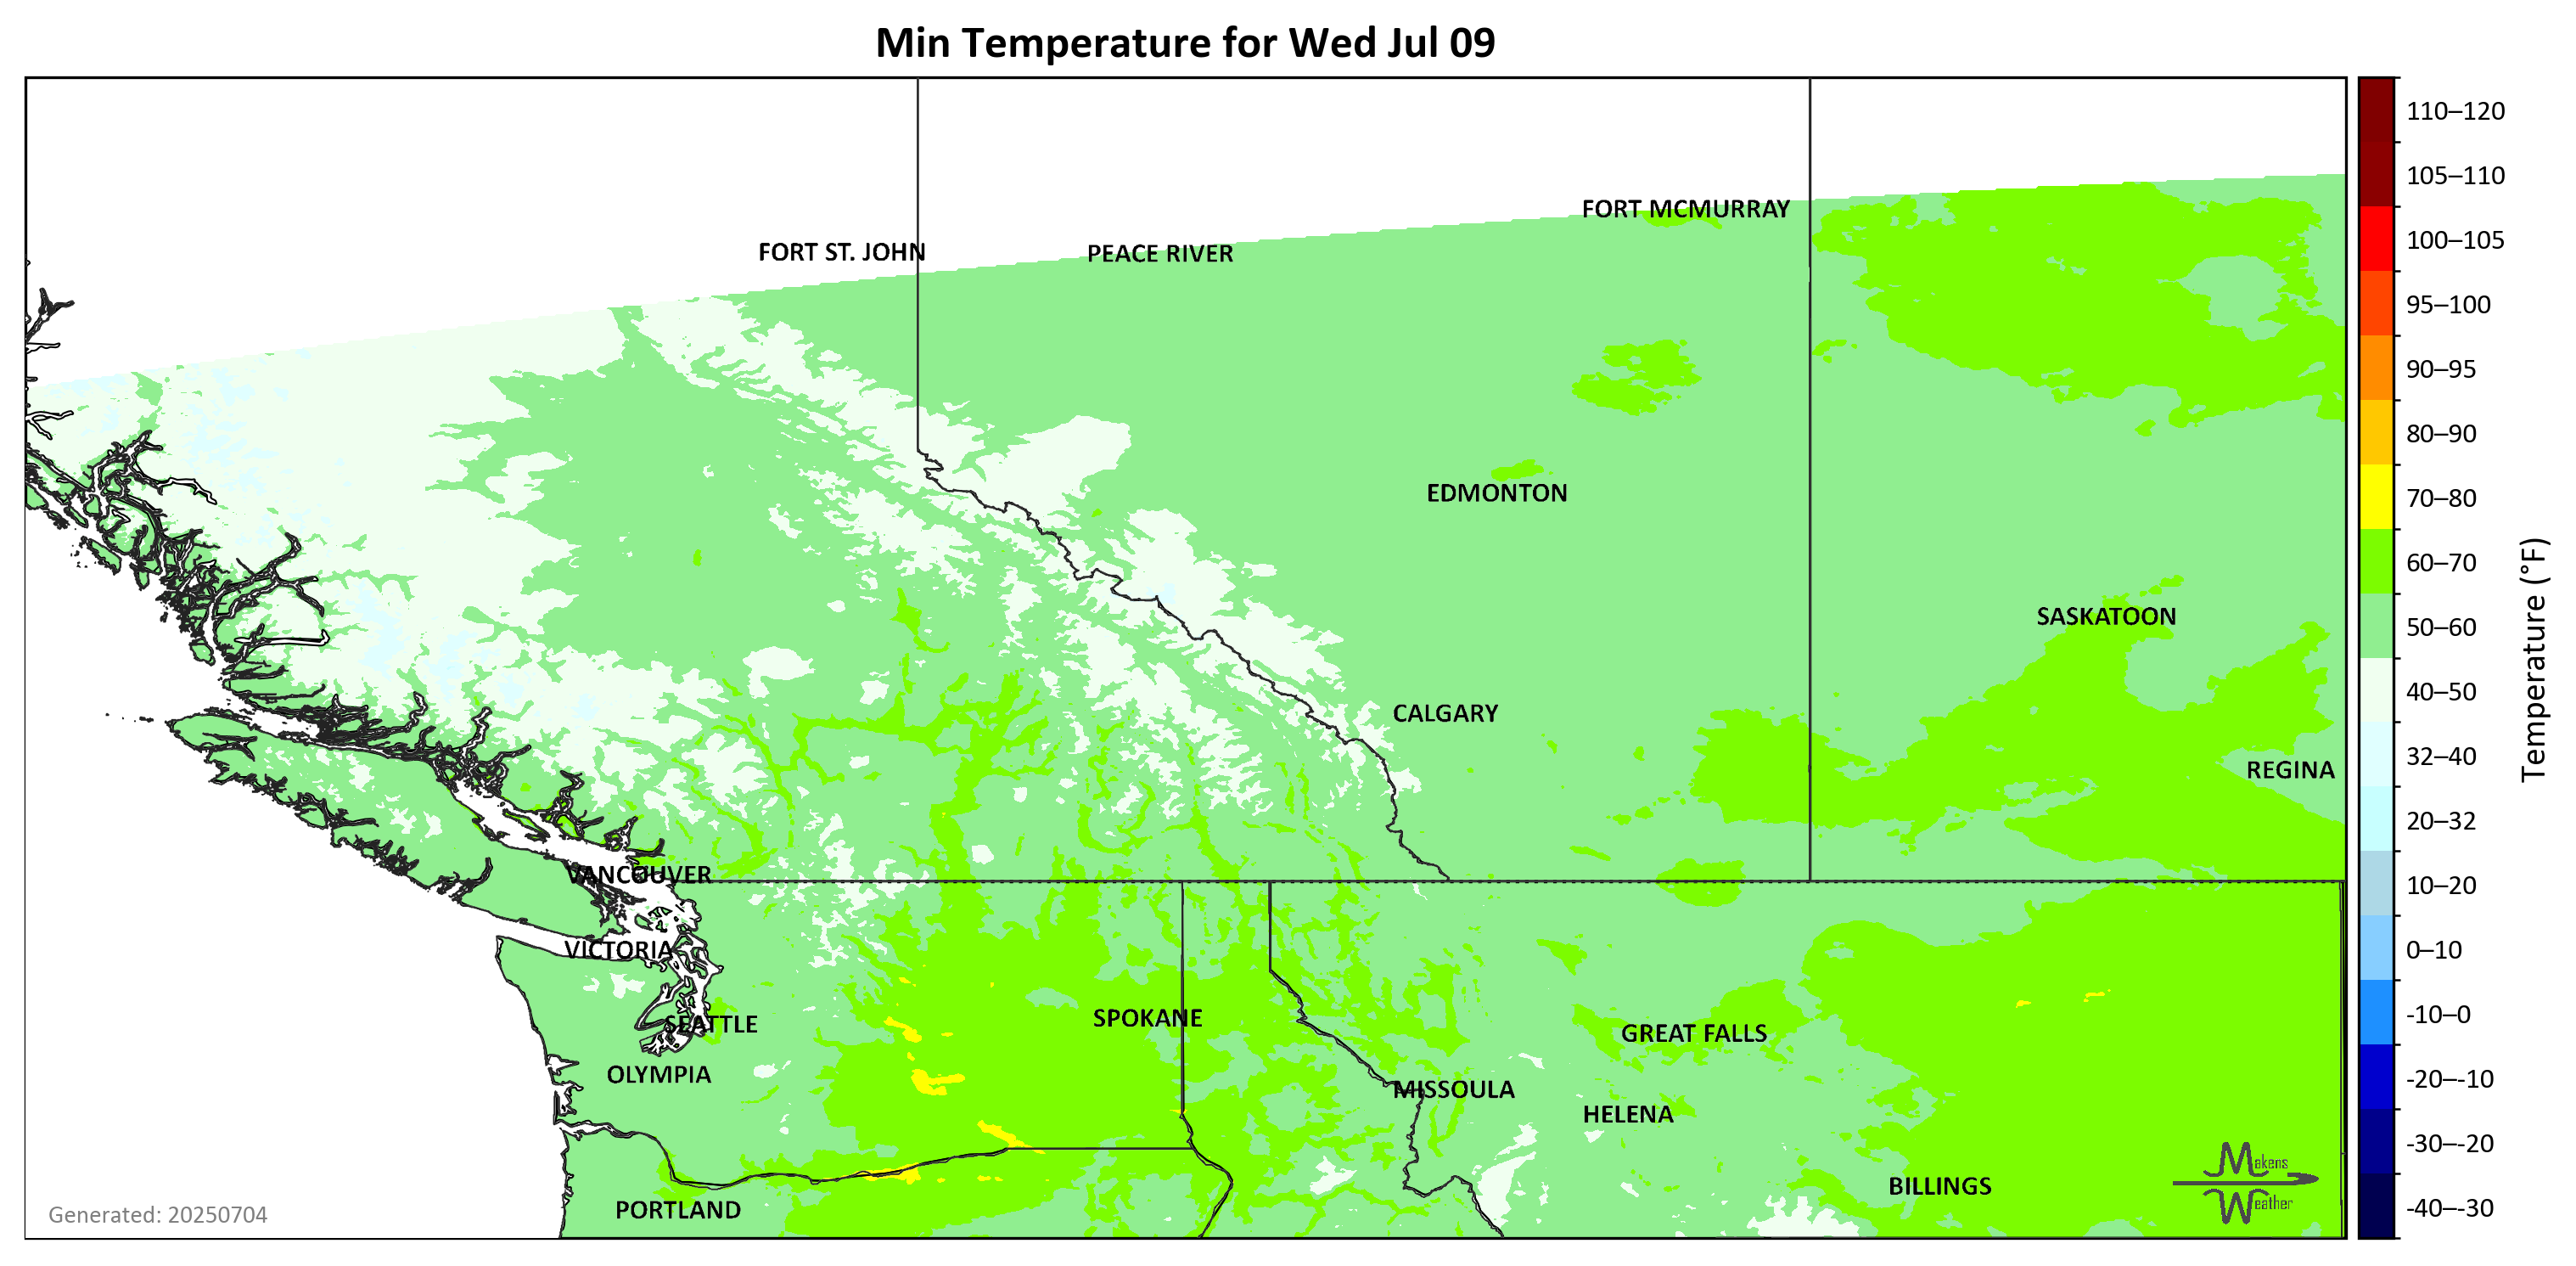 Min Temperature for Wed Jul 09
110–120
105–110
100–105
95–100
90–95
80–90
70–80
60–70
50–60
40–50
32–40
20–32
10–20
0–10
-10–0
-20–-10
-30–-20
-40–-30
Temperature (°F)
FORT MCMURRAY
FORT ST. JOHN
PEACE RIVER
EDMONTON
SASKATOON
CALGARY
REGINA
VANCOUVER
VICTORIA
SPOKANE
SEATTLE
GREAT FALLS
OLYMPIA
MISSOULA
HELENA
BILLINGS
PORTLAND
Makens
Weather
Generated: 20250704